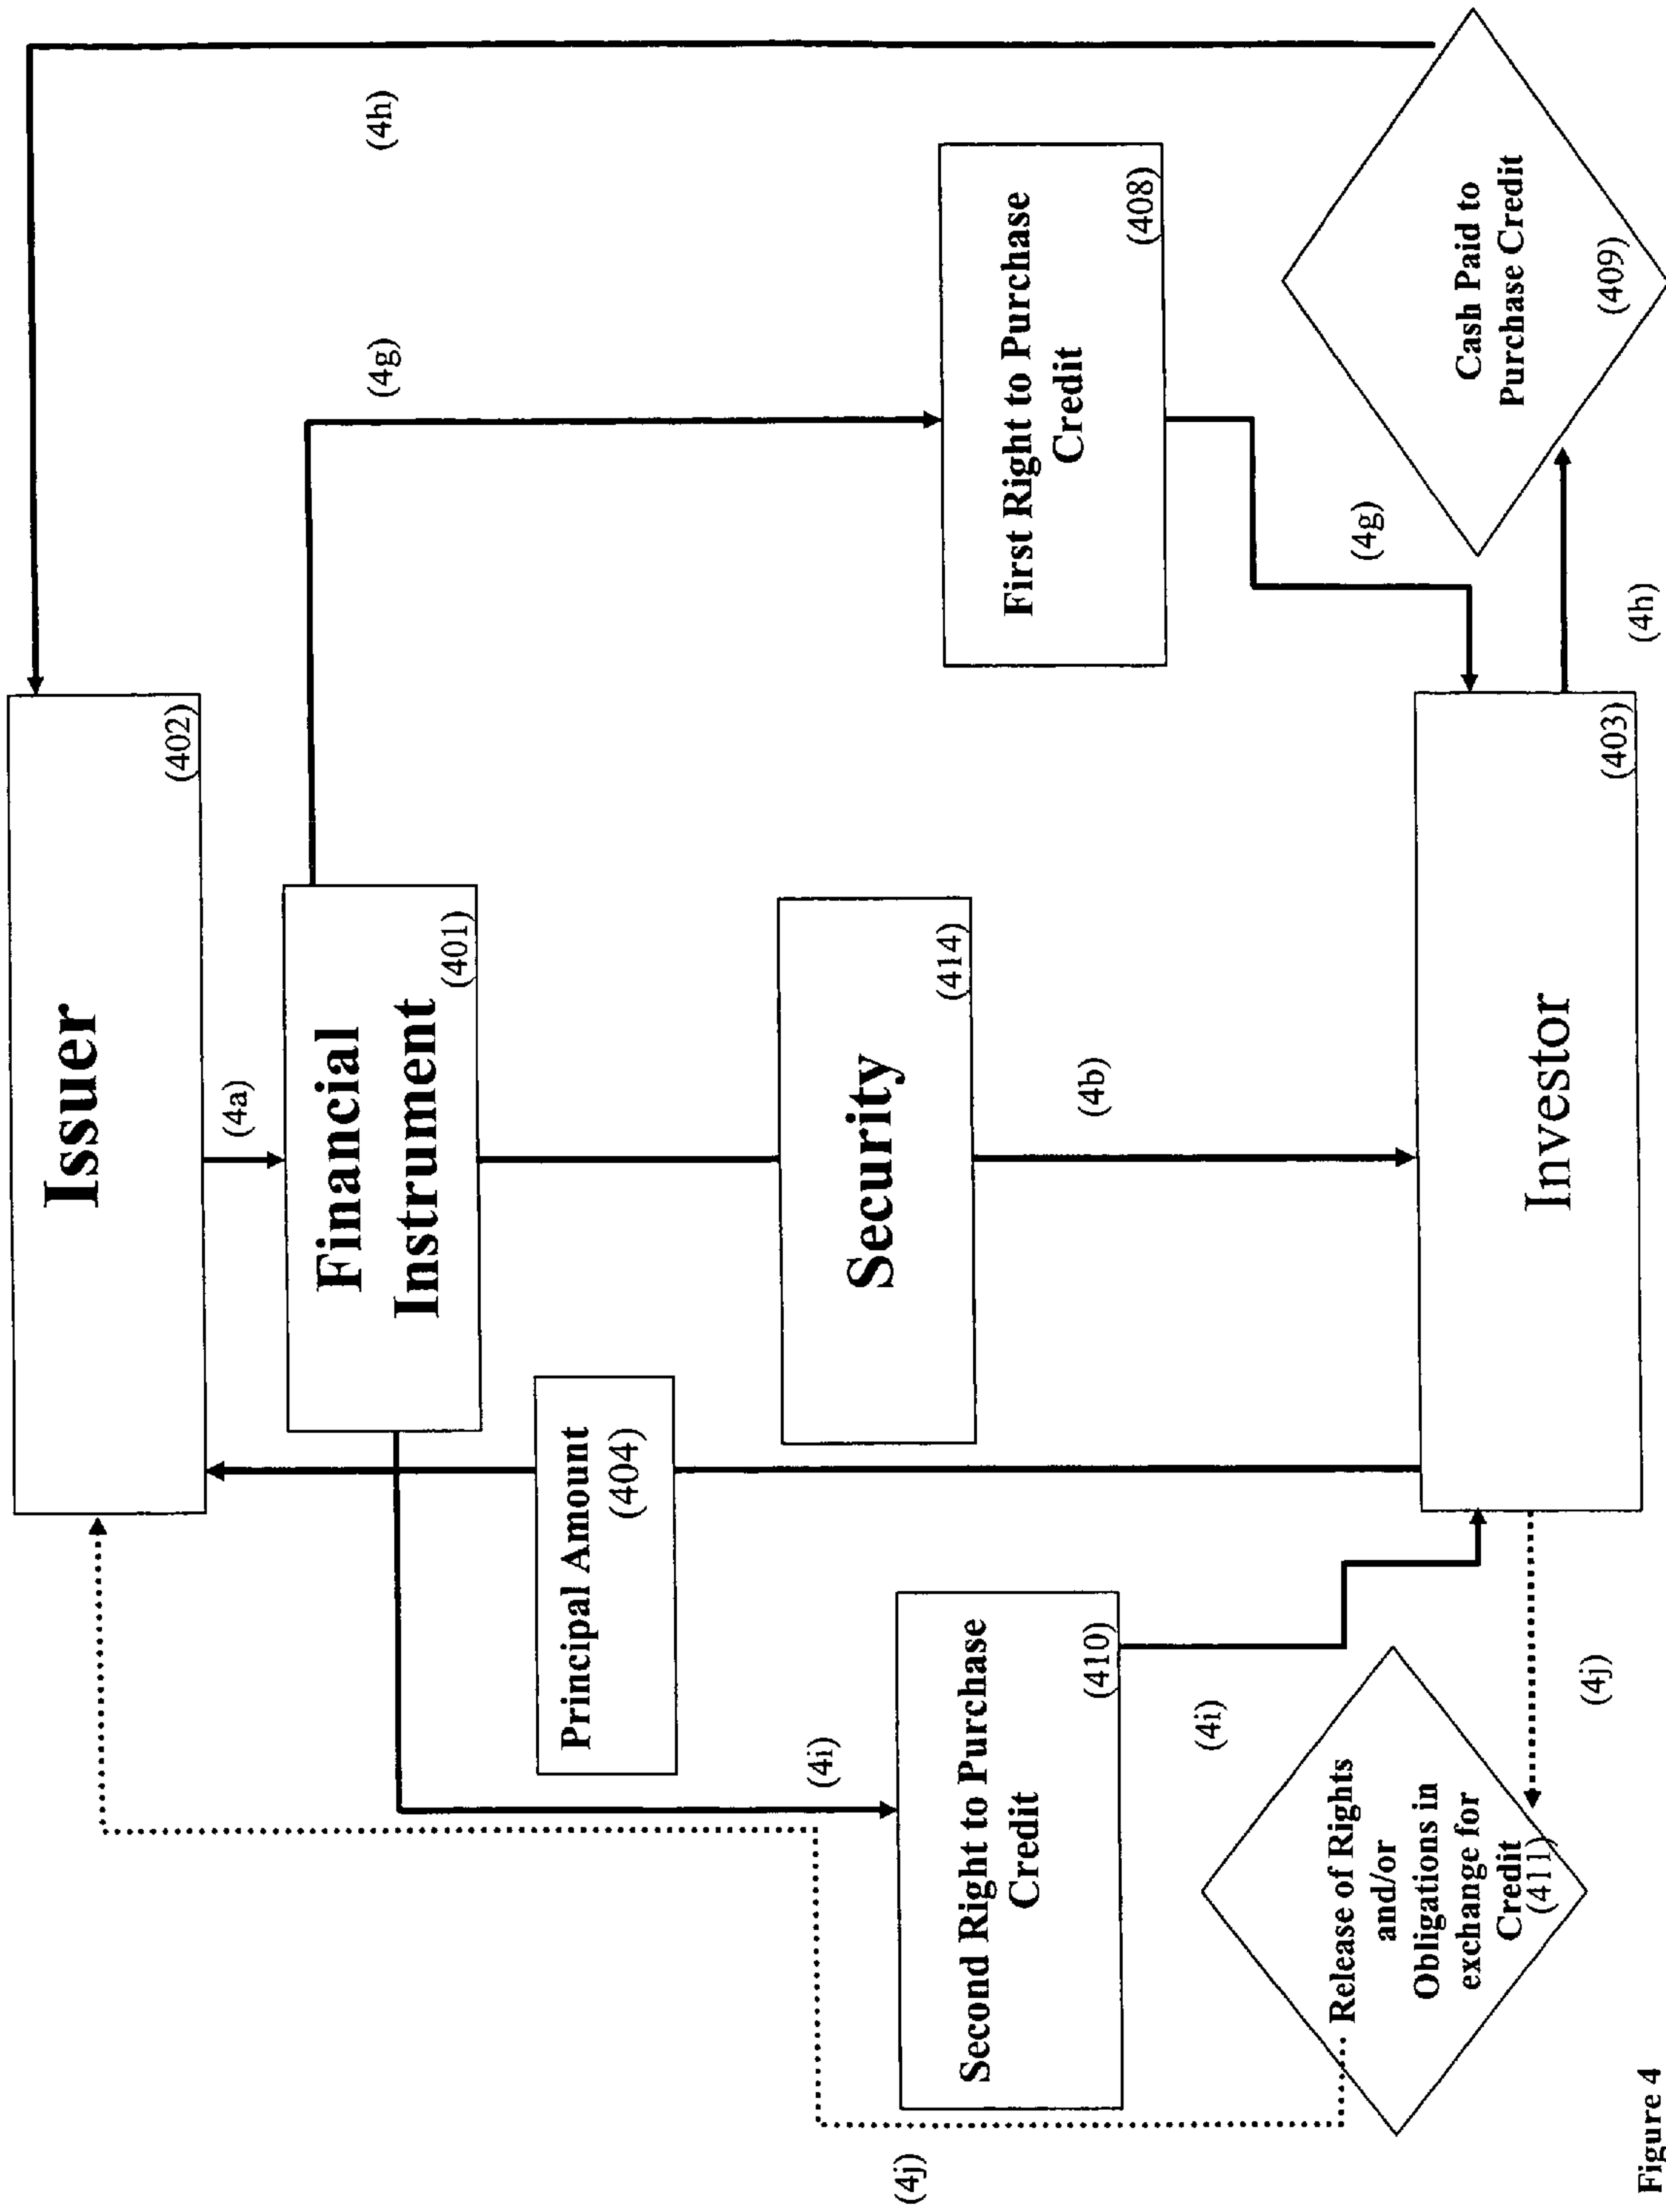 Issuer
(402)
(4a)
(4h)
(4g)
Financial
Instrument
(401)
Principal Amount
(404)
Security
(414)
(4i)
(4j)
Second Right to Purchase
Credit
(410)
First Right to Purchase
Credit
(408)
(4b)
(4i)
(4g)
Release of Rights
and/or
Obligations in
exchange for
Credit
(411)
(4j)
Investor
(403)
(4h)
Cash Paid to
Purchase Credit
(409)
Figure 4